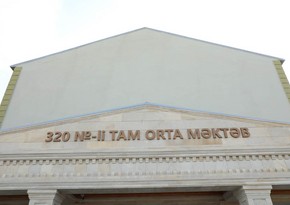 320 №-li TAM ORTA MƏKTƏB